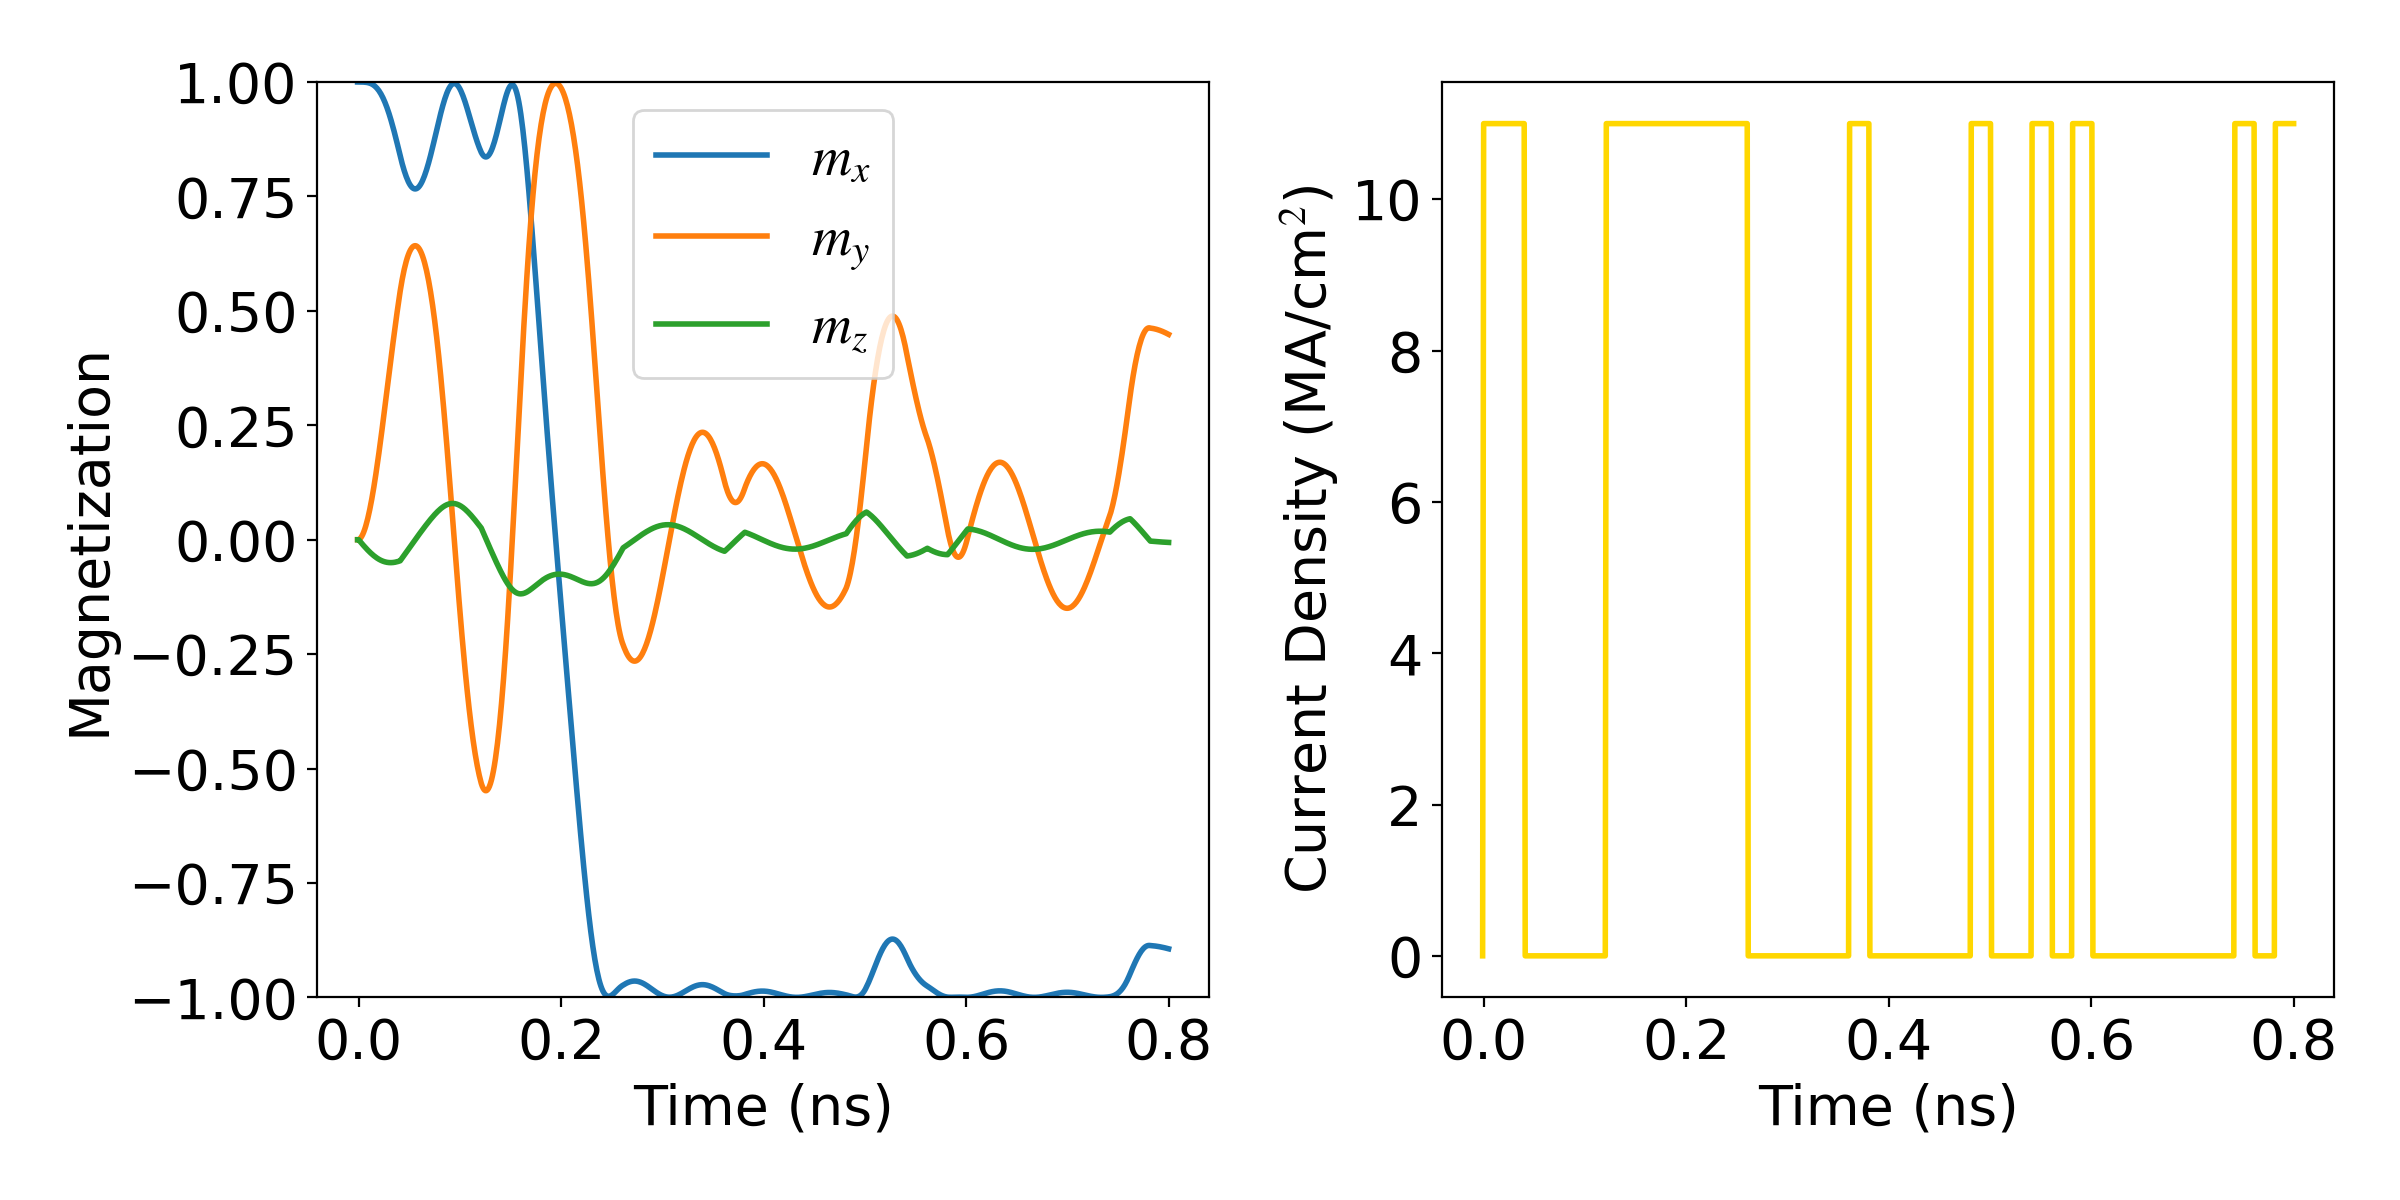 1.00
0.75
0.50
0.25
0.00
−0.25
−0.50
−0.75
−1.00
Magnetization
0.0 0.2 0.4 0.6 0.8
Time (ns)
m_x
m_y
m_z
10
8
6
4
2
0
Current Density (MA/cm²)
0.0 0.2 0.4 0.6 0.8
Time (ns)